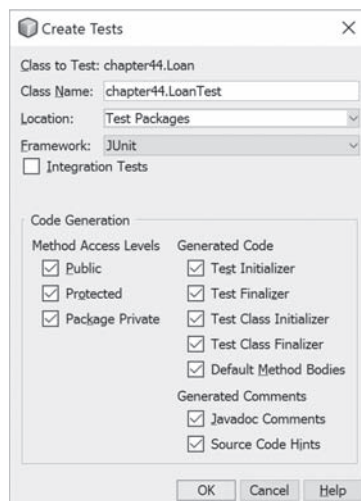 Create Tests
Class to Test: chapter44.Loan
Class Name: chapter44.LoanTest
Location: Test Packages
Framework: JUnit
Integration Tests
Code Generation
Method Access Levels
Public
Protected
Package Private
Generated Code
Test Initializer
Test Finalizer
Test Class Initializer
Test Class Finalizer
Default Method Bodies
Generated Comments
Javadoc Comments
Source Code Hints
OK Cancel Help